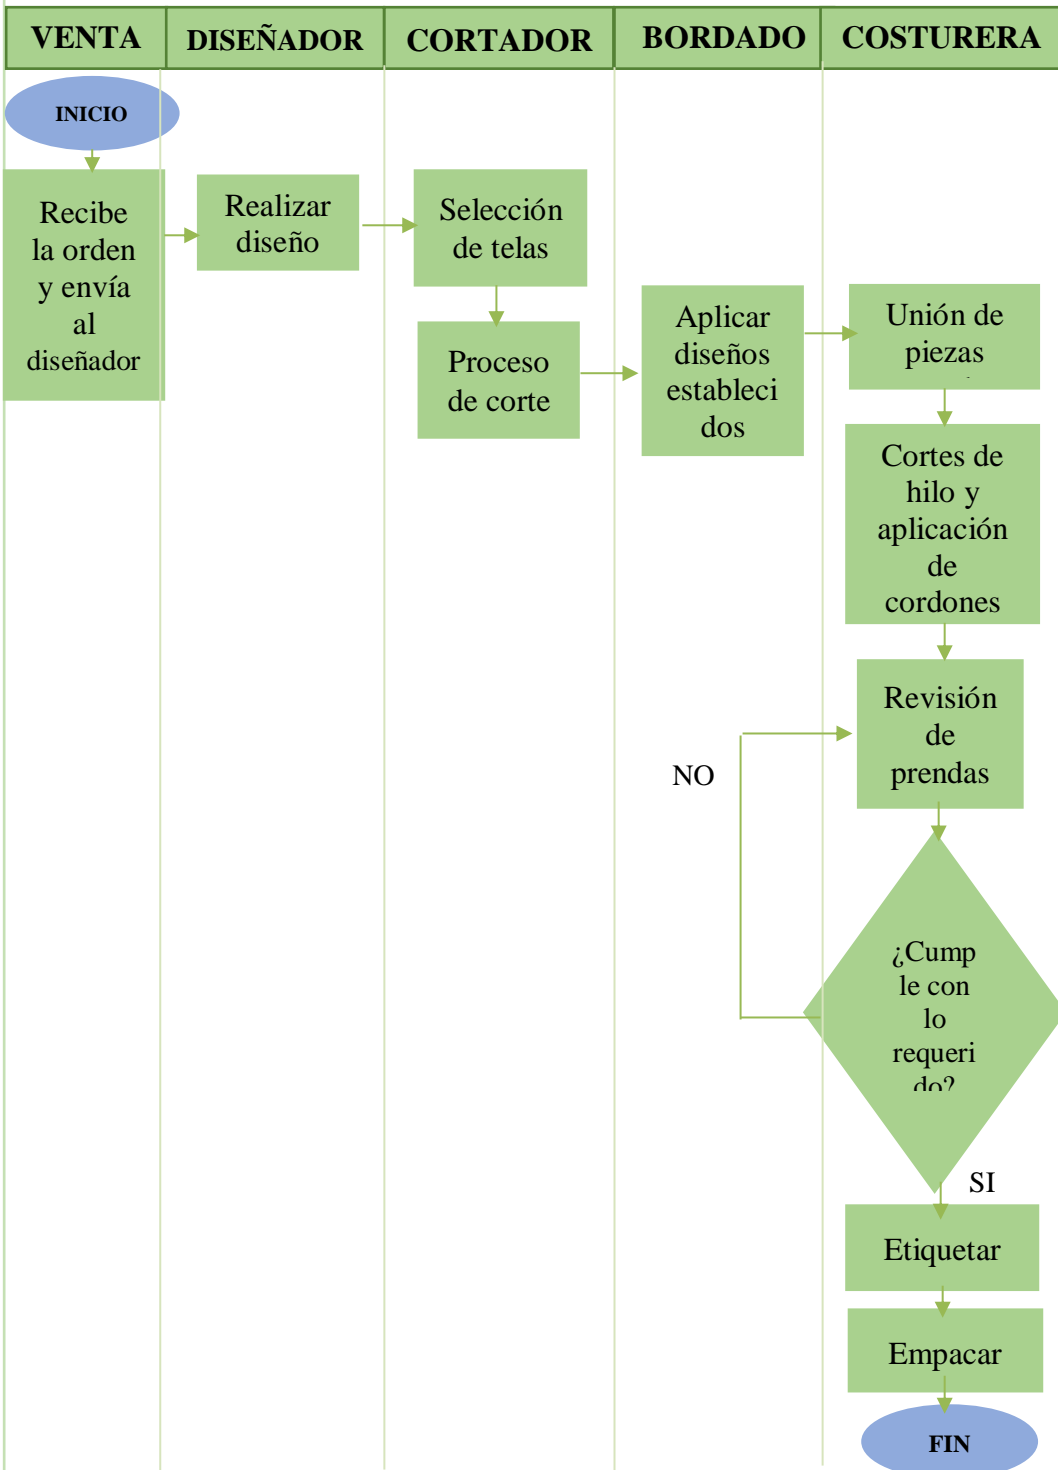 VENTA
DISEÑADOR
CORTADOR
BORDADO
COSTURERA
INICIO
Recibe
la orden
y envía
al
diseñador
Realizar
diseño
Selección
de telas
Proceso
de corte
Aplicar
diseños
estableci
dos
Unión de
piezas
Cortes de
hilo y
aplicación
de
cordones
Revisión
de
prendas
NO
¿Cump
le con
lo
requeri
do?
SI
Etiquetar
Empacar
FIN